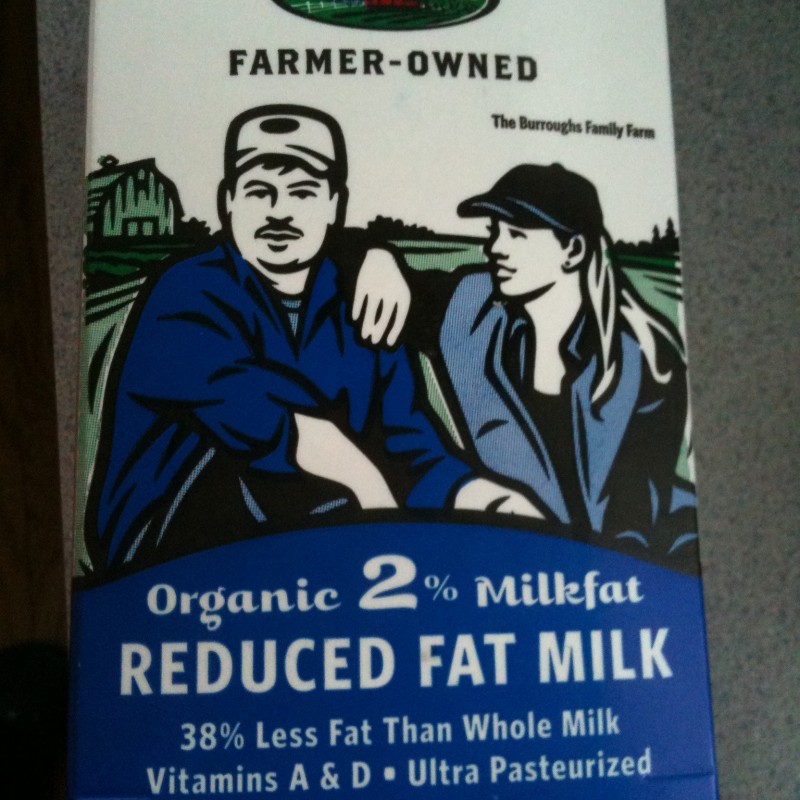 FARMER-OWNED
The Burroughs Family Farm
Organic 2% Milkfat
REDUCED FAT MILK
38% Less Fat Than Whole Milk
Vitamins A & D • Ultra Pasteurized